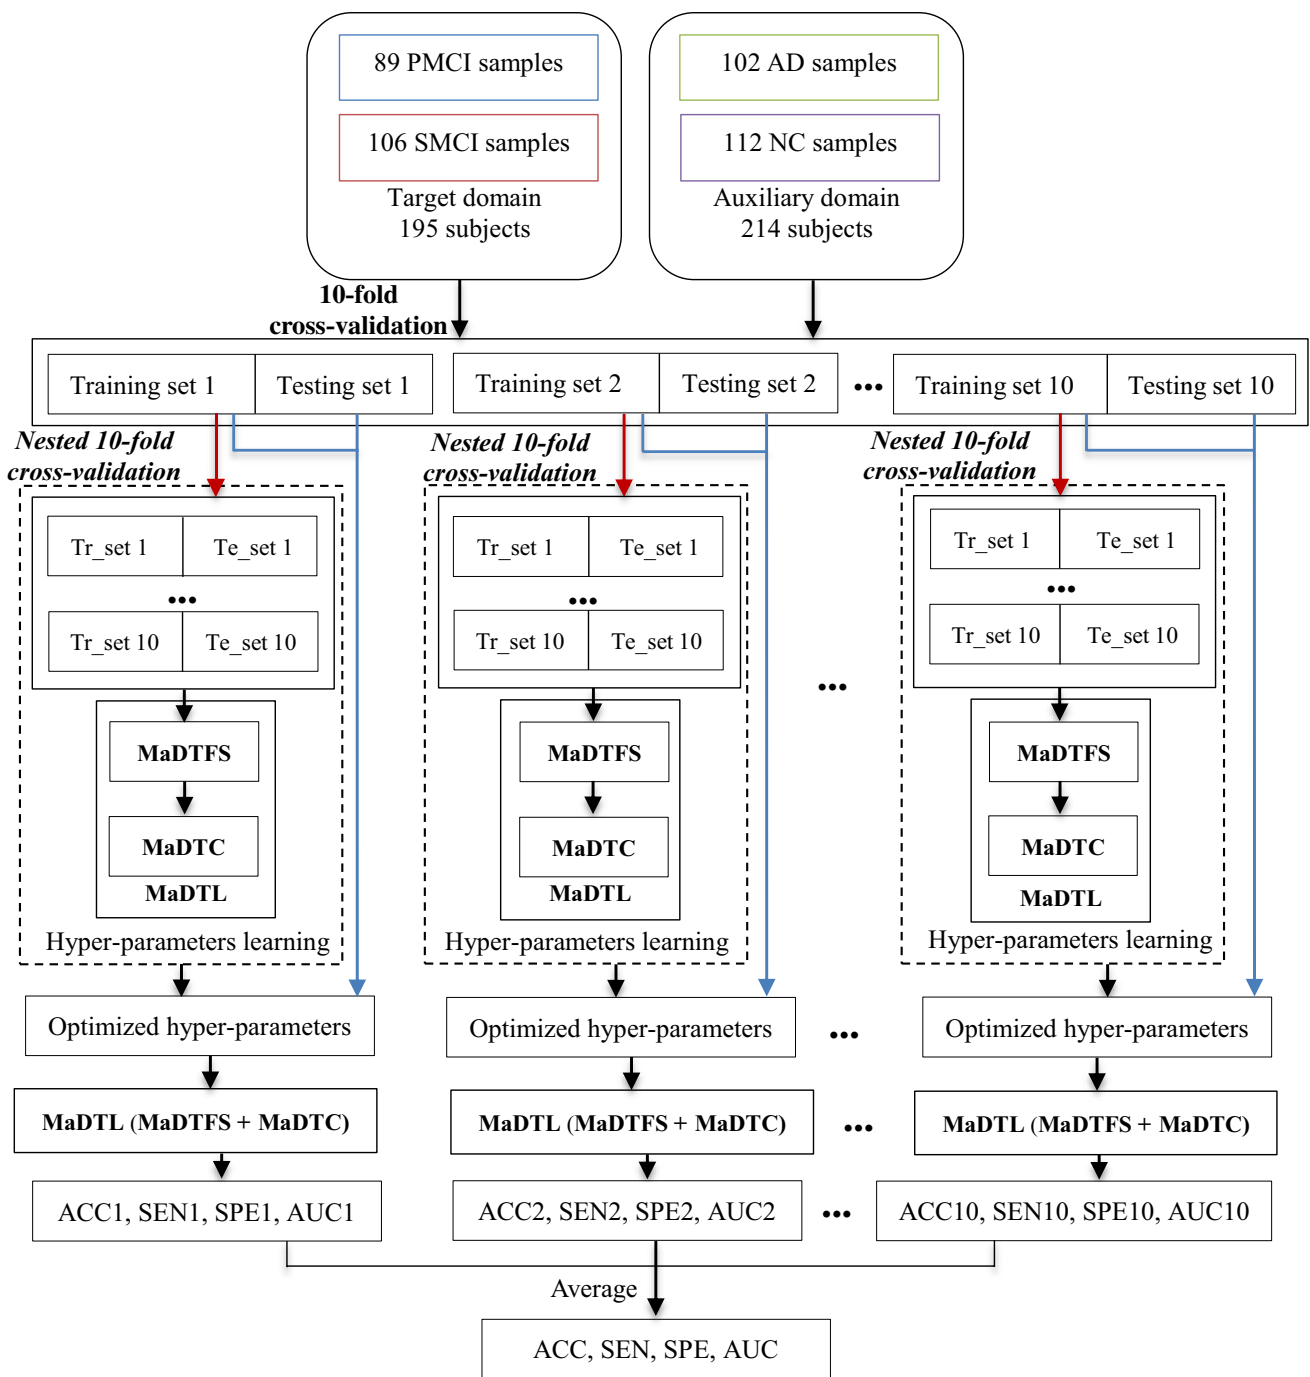 89 PMCI samples
106 SMCI samples
Target domain
195 subjects
102 AD samples
112 NC samples
Auxiliary domain
214 subjects
10-fold
cross-validation
Training set 1
Testing set 1
Training set 2
Testing set 2
...
Training set 10
Testing set 10
Nested 10-fold
cross-validation
Nested 10-fold
cross-validation
Nested 10-fold
cross-validation
Tr_set 1
Te_set 1
...
Tr_set 10
Te_set 10
MaDTFS
MaDTC
MaDTL
Hyper-parameters learning
Tr_set 1
Te_set 1
...
Tr_set 10
Te_set 10
MaDTFS
MaDTC
MaDTL
Hyper-parameters learning
...
Tr_set 1
Te_set 1
...
Tr_set 10
Te_set 10
MaDTFS
MaDTC
MaDTL
Hyper-parameters learning
Optimized hyper-parameters
Optimized hyper-parameters
...
Optimized hyper-parameters
MaDTL (MaDTFS + MaDTC)
MaDTL (MaDTFS + MaDTC)
...
MaDTL (MaDTFS + MaDTC)
ACC1, SEN1, SPE1, AUC1
ACC2, SEN2, SPE2, AUC2
...
ACC10, SEN10, SPE10, AUC10
Average
ACC, SEN, SPE, AUC